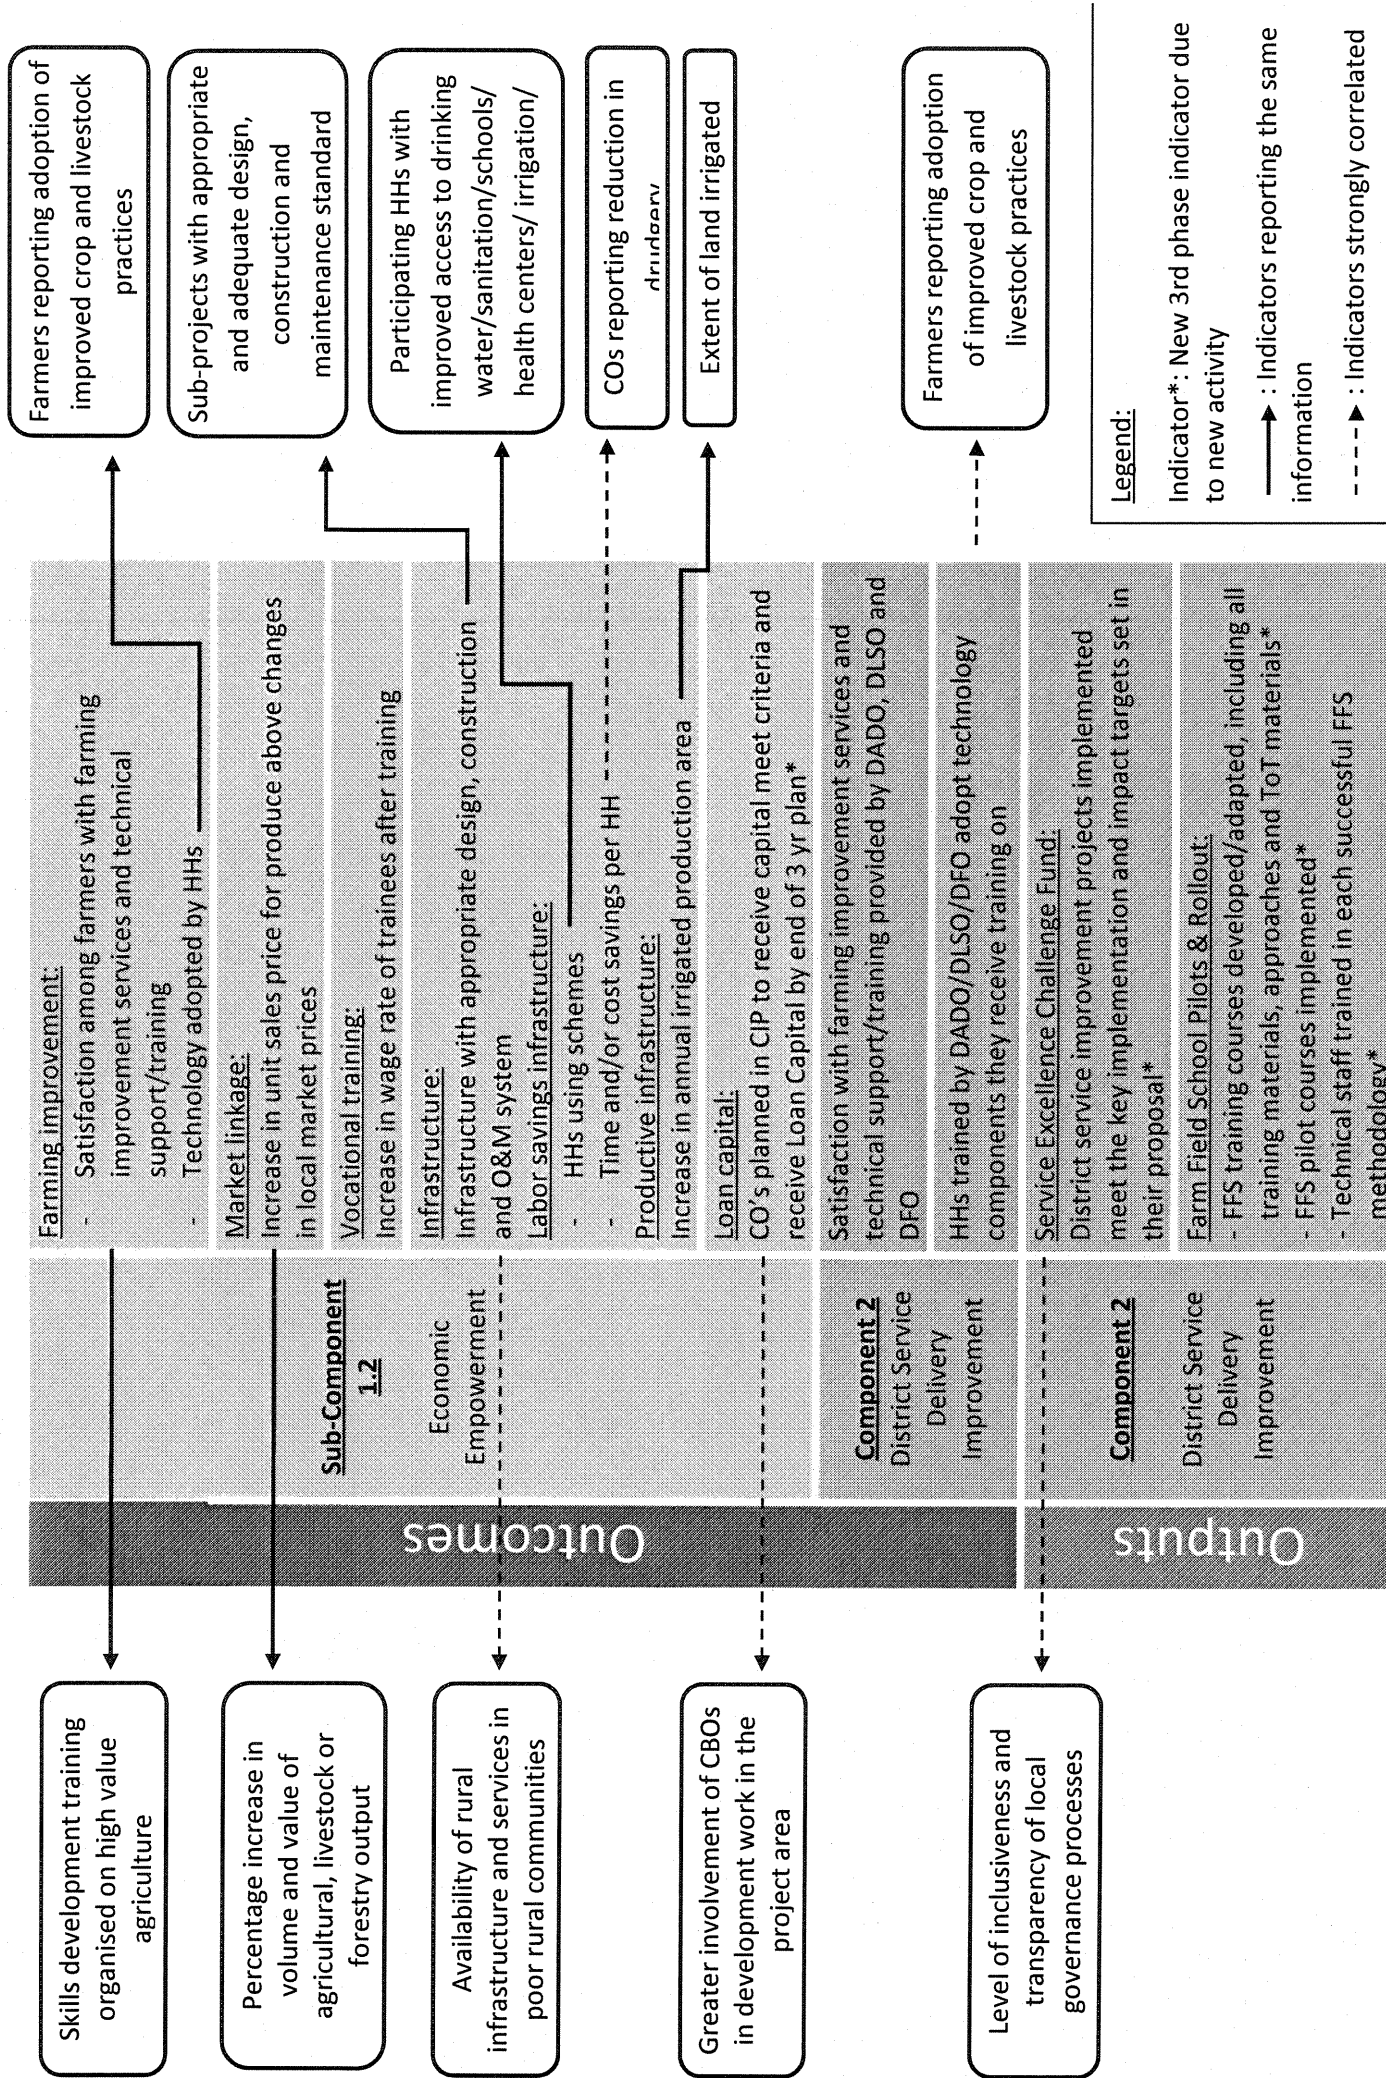 Skills development training
organised on high value
agriculture
Percentage increase in
volume and value of
agricultural, livestock or
forestry output
Availability of rural
infrastructure and services in
poor rural communities
Greater involvement of CBOs
in development work in the
project area
Level of inclusiveness and
transparency of local
governance processes
Outcomes
Outputs
Sub-Component
1.2
Economic
Empowerment
Component 2
District Service
Delivery
Improvement
Component 2
District Service
Delivery
Improvement
Farming improvement:
- Satisfaction among farmers with farming
improvement services and technical
support/training
- Technology adopted by HHs
Market linkage:
Increase in unit sales price for produce above changes
in local market prices
Vocational training:
Increase in wage rate of trainees after training
Infrastructure:
Infrastructure with appropriate design, construction
and O&M system
Labor savings infrastructure:
- HHs using schemes
- Time and/or cost savings per HH
Productive infrastructure:
Increase in annual irrigated production area
Loan capital:
CO's planned in CIP to receive capital meet criteria and
receive Loan Capital by end of 3 yr plan*
Satisfaction with farming improvement services and
technical support/training provided by DADO, DLSO and
DFO
HHs trained by DADO/DLSO/DFO adopt technology
components they receive training on
Service Excellence Challenge Fund:
District service improvement projects implemented
meet the key implementation and impact targets set in
their proposal*
Farm Field School Pilots & Rollout:
- FFS training courses developed/adapted, including all
training materials, approaches and ToT materials*
- FFS pilot courses implemented*
- Technical staff trained in each successful FFS
methodology*
Farmers reporting adoption of
improved crop and livestock
practices
Sub-projects with appropriate
and adequate design,
construction and
maintenance standard
Participating HHs with
improved access to drinking
water/sanitation/schools/
health centers/ irrigation/
COs reporting reduction in
drudgery
Extent of land irrigated
Farmers reporting adoption
of improved crop and
livestock practices
Legend:
Indicator*: New 3rd phase indicator due
to new activity
: Indicators reporting the same
information
: Indicators strongly correlated